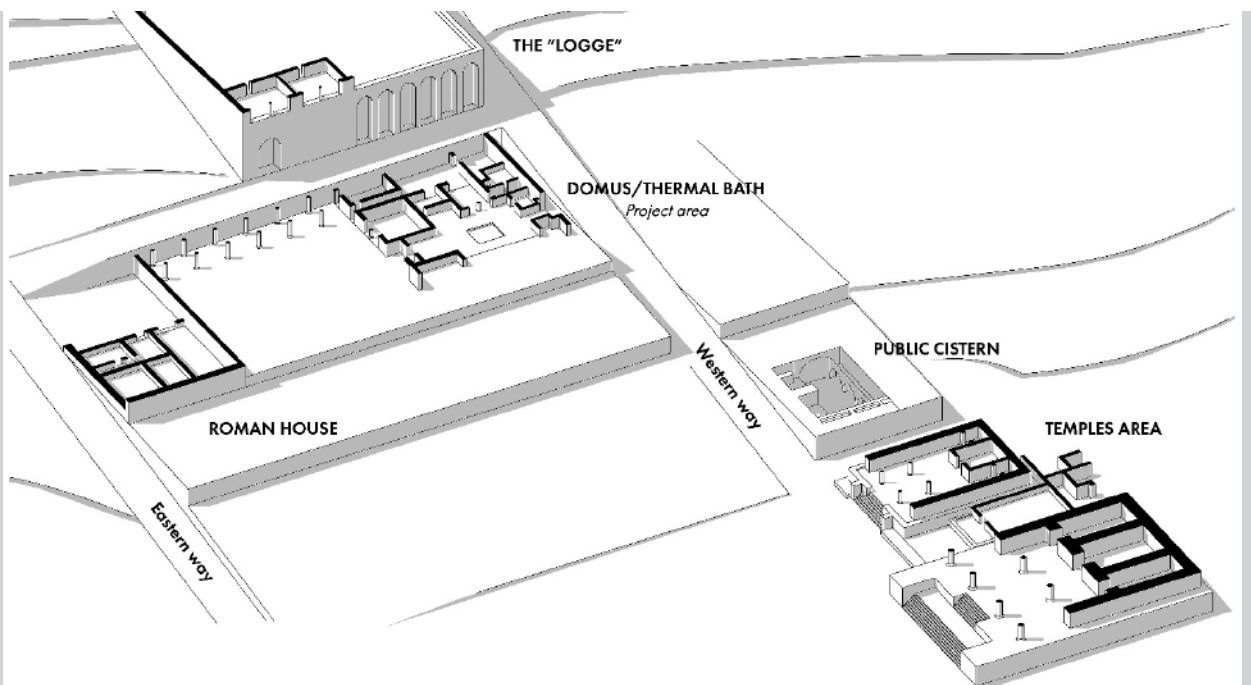 THE “LOGGE”
DOMUS/THERMAL BATH
Project area
PUBLIC CISTERN
Western way
ROMAN HOUSE
TEMPLES AREA
Eastern way